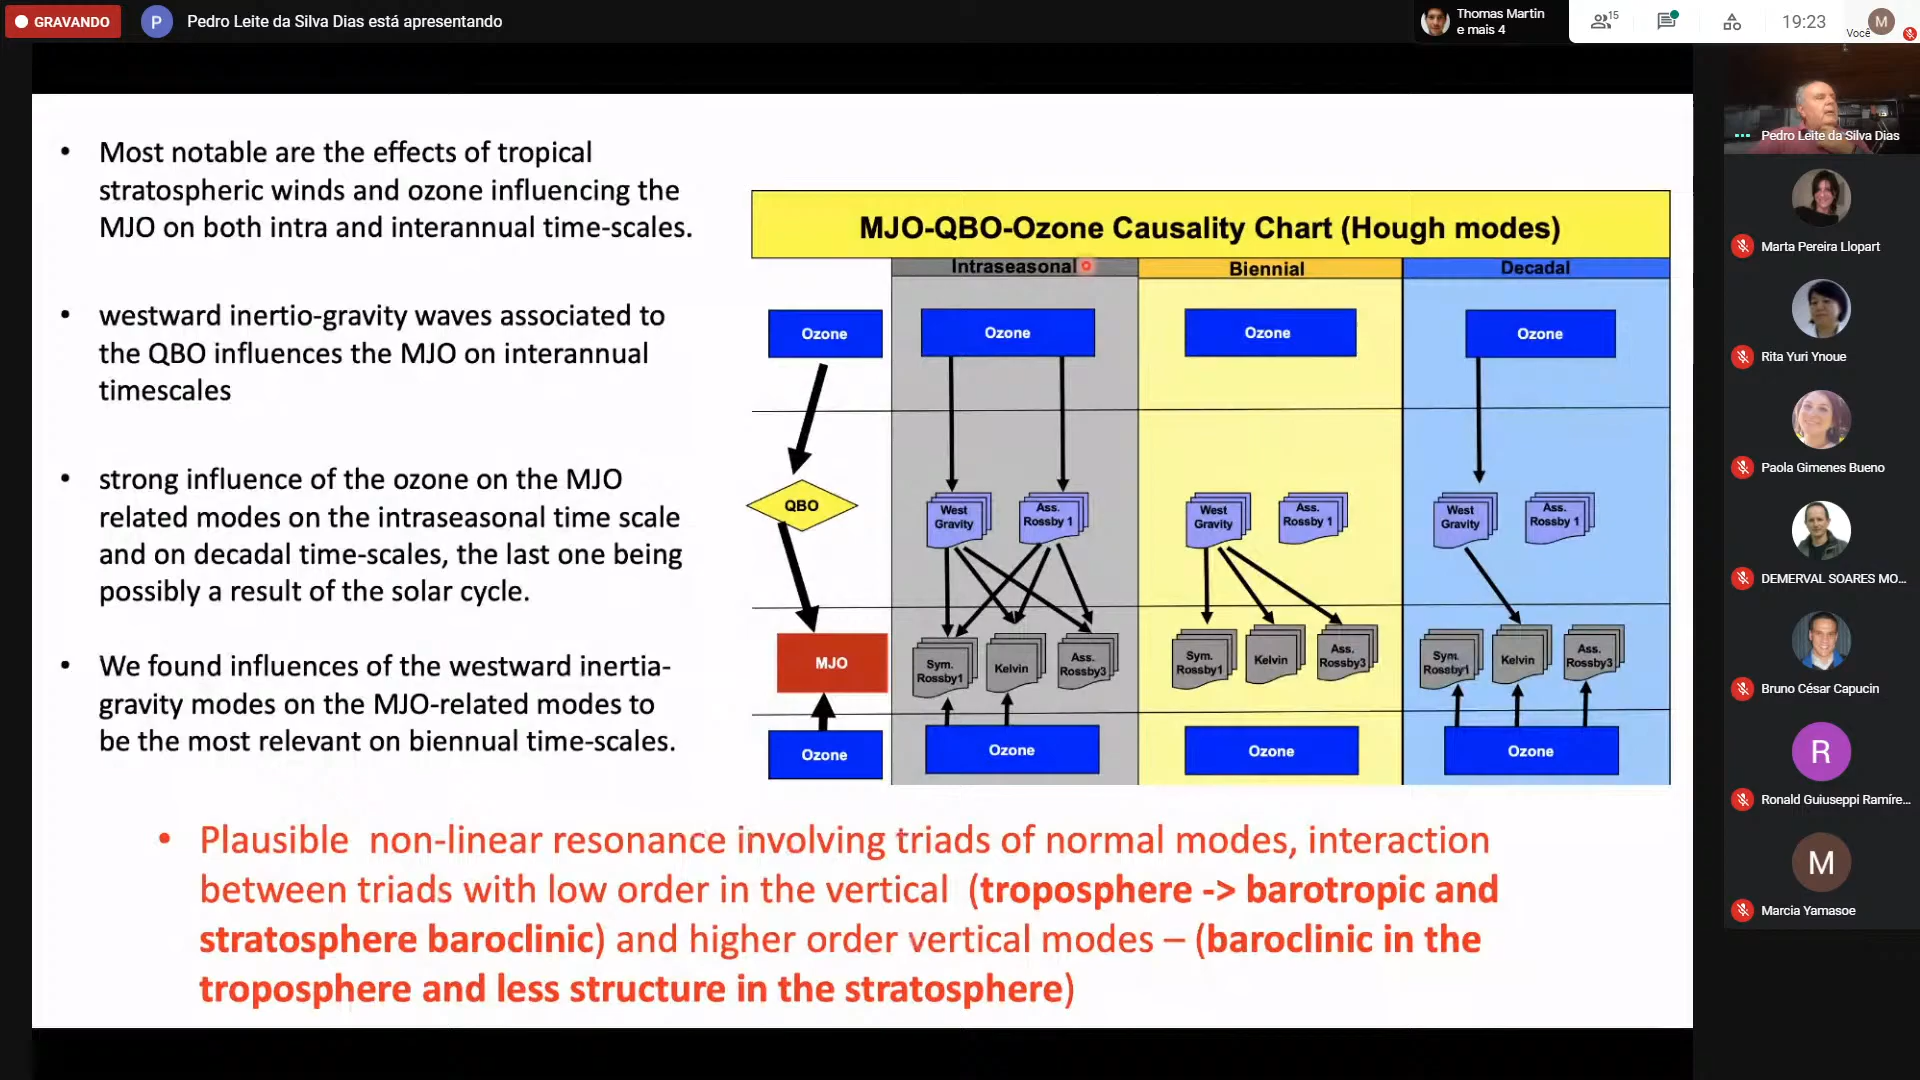 GRAVANDO
P
Pedro Leite da Silva Dias está apresentando
Thomas Martin
e mais 4
15
19:23
Você
M
• Most notable are the effects of tropical
stratospheric winds and ozone influencing the
MJO on both intra and interannual time-scales.
• westward inertio-gravity waves associated to
the QBO influences the MJO on interannual
timescales
• strong influence of the ozone on the MJO
related modes on the intraseasonal time scale
and on decadal time-scales, the last one being
possibly a result of the solar cycle.
• We found influences of the westward inertia-
gravity modes on the MJO-related modes to
be the most relevant on biennual time-scales.
MJO-QBO-Ozone Causality Chart (Hough modes)
Intraseasonal
Biennial
Decadal
Ozone
Ozone
Ozone
Ozone
QBO
West
Gravity
Ass.
Rossby 1
West
Gravity
Ass.
Rossby 1
West
Gravity
Ass.
Rossby 1
MJO
Sym.
Rossby1
Kelvin
Ass.
Rossby3
Sym.
Rossby1
Kelvin
Ass.
Rossby3
Sym.
Rossby1
Kelvin
Ass.
Rossby3
Ozone
Ozone
Ozone
Ozone
• Plausible non-linear resonance involving triads of normal modes, interaction
between triads with low order in the vertical (troposphere -> barotropic and
stratosphere baroclinic) and higher order vertical modes – (baroclinic in the
troposphere and less structure in the stratosphere)
Pedro Leite da Silva Dias
Marta Pereira Llopart
Rita Yuri Ynoue
Paola Gimenes Bueno
DEMERVAL SOARES MO...
Bruno César Capucin
R
Ronald Guiuseppi Ramíre...
M
Marcia Yamasoe